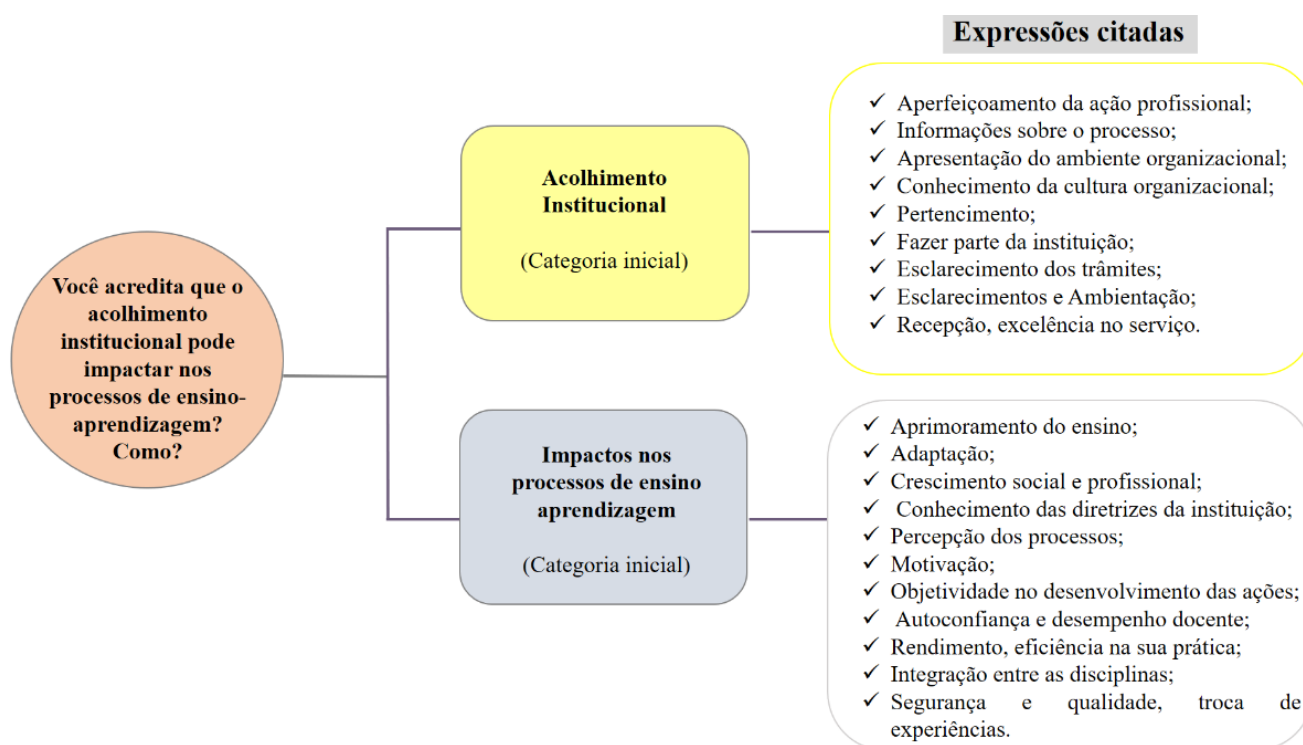 Expressões citadas
Você acredita que o
acolhimento
institucional pode
impactar nos
processos de ensino-
aprendizagem?
Como?
Acolhimento
Institucional
(Categoria inicial)
✓ Aperfeiçoamento da ação profissional;
✓ Informações sobre o processo;
✓ Apresentação do ambiente organizacional;
✓ Conhecimento da cultura organizacional;
✓ Pertencimento;
✓ Fazer parte da instituição;
✓ Esclarecimento dos trâmites;
✓ Esclarecimentos e Ambientação;
✓ Recepção, excelência no serviço.
Impactos nos
processos de ensino
aprendizagem
(Categoria inicial)
✓ Aprimoramento do ensino;
✓ Adaptação;
✓ Crescimento social e profissional;
✓ Conhecimento das diretrizes da instituição;
✓ Percepção dos processos;
✓ Motivação;
✓ Objetividade no desenvolvimento das ações;
✓ Autoconfiança e desempenho docente;
✓ Rendimento, eficiência na sua prática;
✓ Integração entre as disciplinas;
✓ Segurança e qualidade, troca de
experiências.